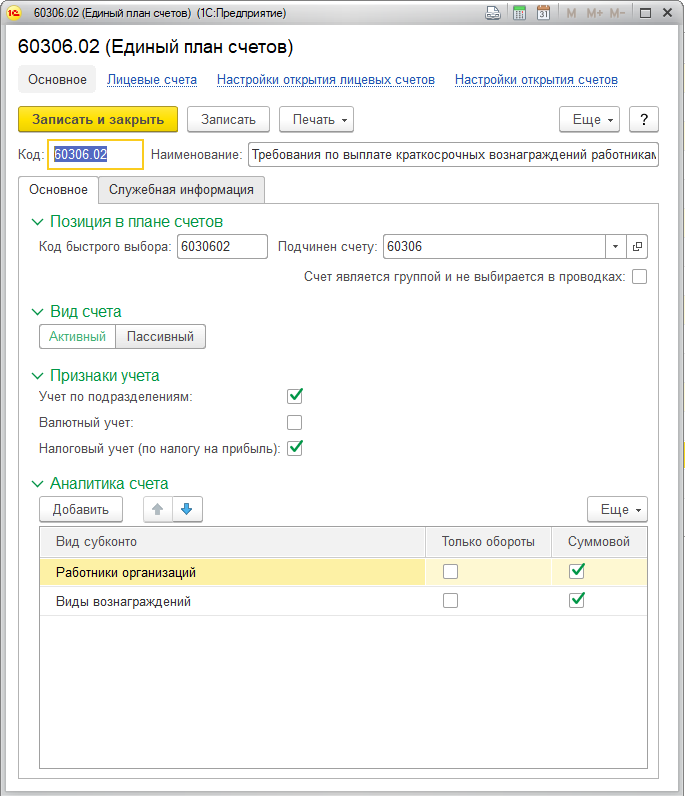 60306.02 (Единый план счетов) (1С:Предприятие)
31 M M+ M-
60306.02 (Единый план счетов)
Основное Лицевые счета Настройки открытия лицевых счетов Настройки открытия счетов
Записать и закрыть Записать Печать Еще ?
Код: 60306.02 Наименование: Требования по выплате краткосрочных вознаграждений работникам
Основное Служебная информация
Позиция в плане счетов
Код быстрого выбора: 6030602 Подчинен счету: 60306
Счет является группой и не выбирается в проводках:
Вид счета
Активный Пассивный
Признаки учета
Учет по подразделениям:
Валютный учет:
Налоговый учет (по налогу на прибыль):
Аналитика счета
Добавить Еще
Вид субконто Только обороты Суммовой
Работники организаций
Виды вознаграждений